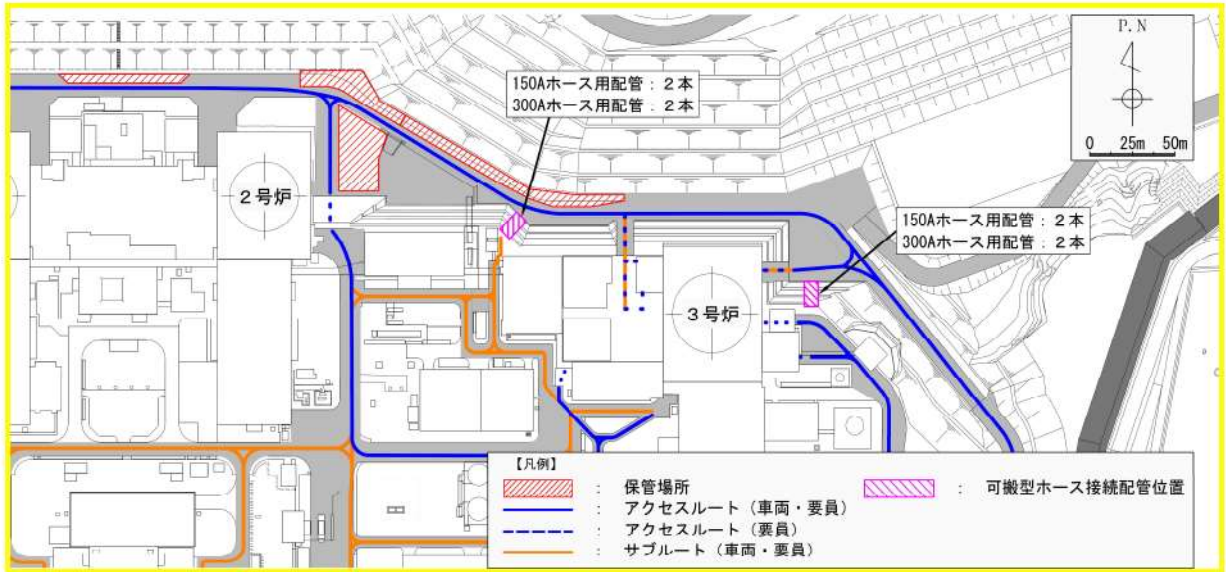 P.N
0 25m 50m
150Aホース用配管：2本
300Aホース用配管：2本
2号炉
150Aホース用配管：2本
300Aホース用配管：2本
3号炉
【凡例】
： 保管場所
： 可搬型ホース接続配管位置
： アクセスルート（車両・要員）
： アクセスルート（要員）
： サブルート（車両・要員）